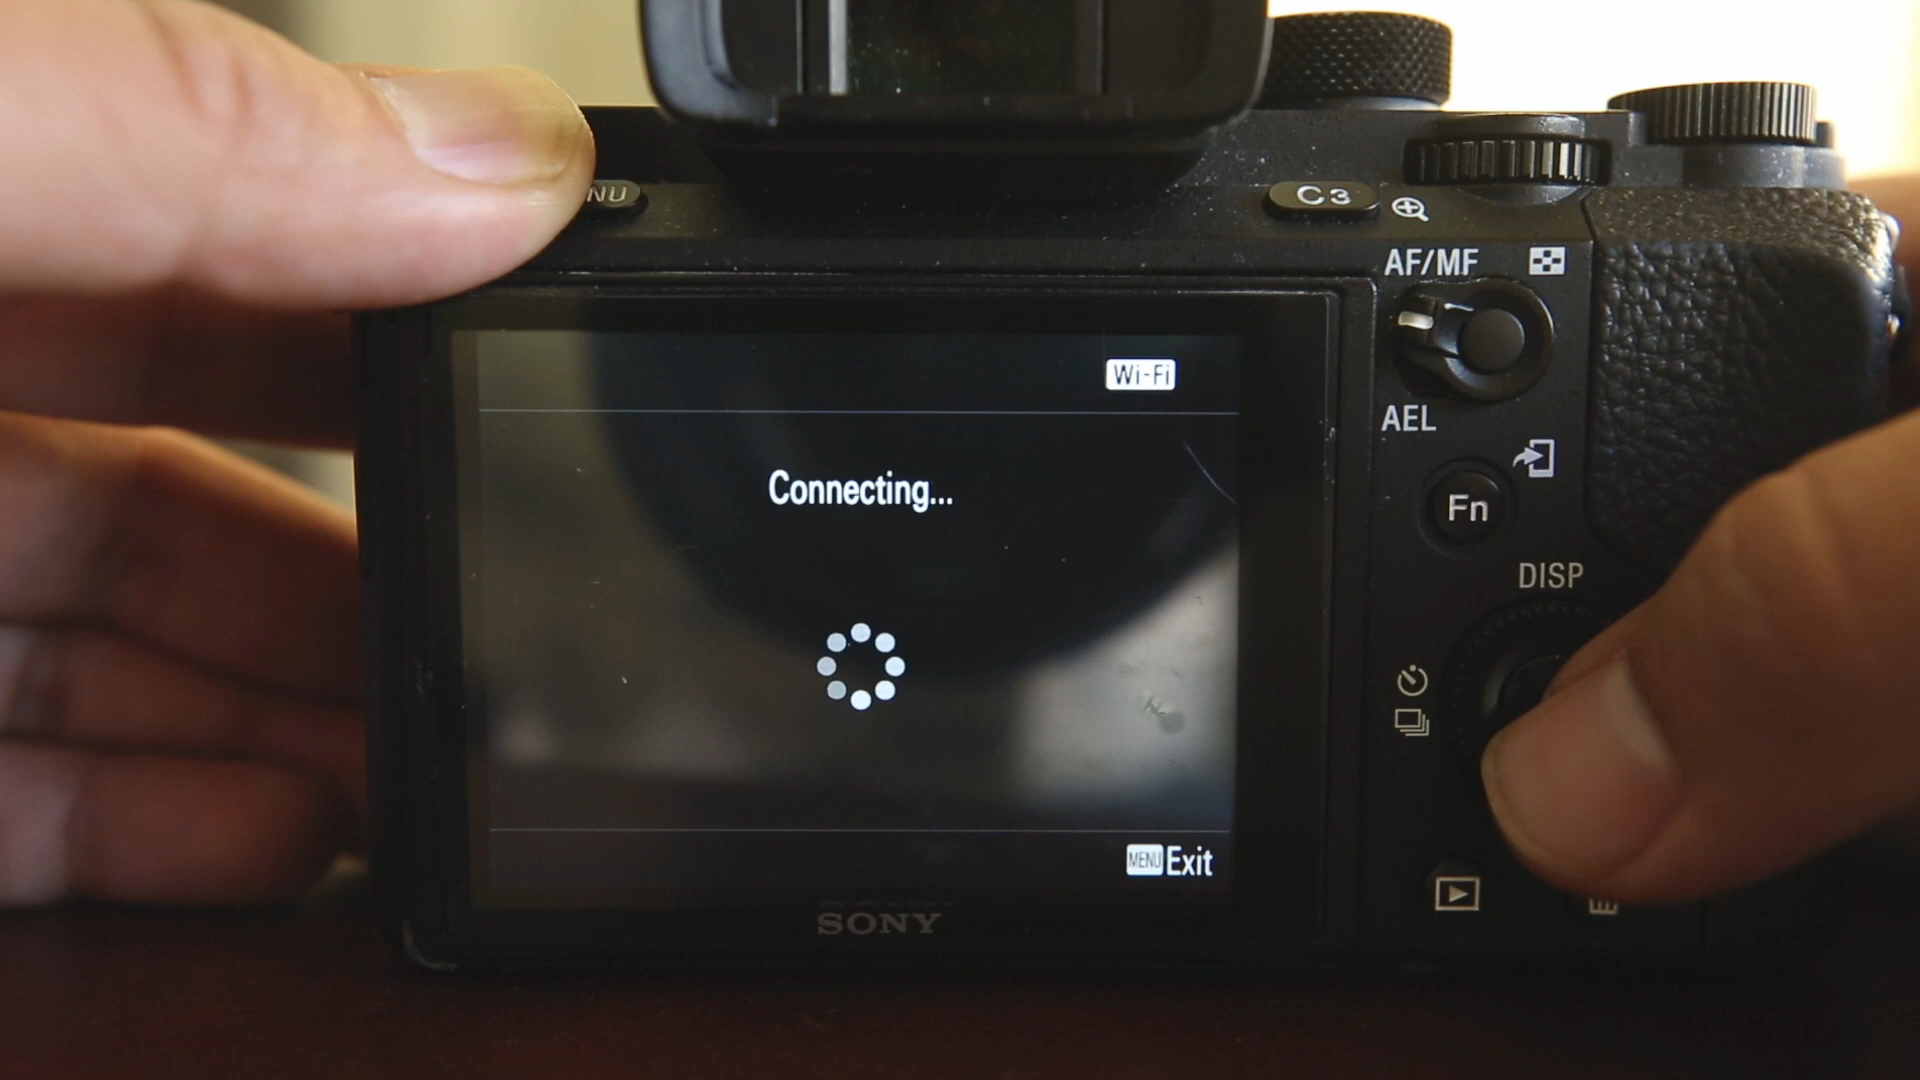 NU
C3
AF/MF
Wi-Fi
AEL
Connecting...
Fn
DISP
MENU Exit
SONY